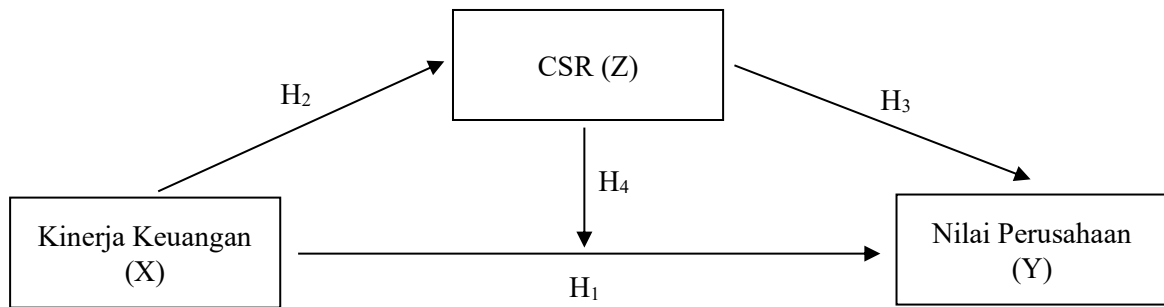 CSR (Z)
H₂
H₃
H₄
Kinerja Keuangan
(X)
Nilai Perusahaan
(Y)
H₁